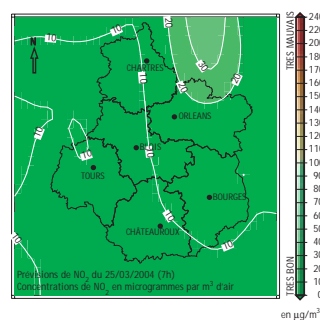 N
10
10
20
30
20
20
10
CHARTRES
ORLEANS
10
10
BLOIS
10
TOURS
BOURGES
10
CHATEAUROUX
10
10
Prévisions de NO2 du 25/03/2004 (7h)
Concentrations de NO2 en microgrammes par m3 d'air
TRES MAUVAIS
TRES BON
240
220
200
180
170
160
150
140
130
120
110
100
90
80
70
60
50
40
30
20
10
0
en µg/m3